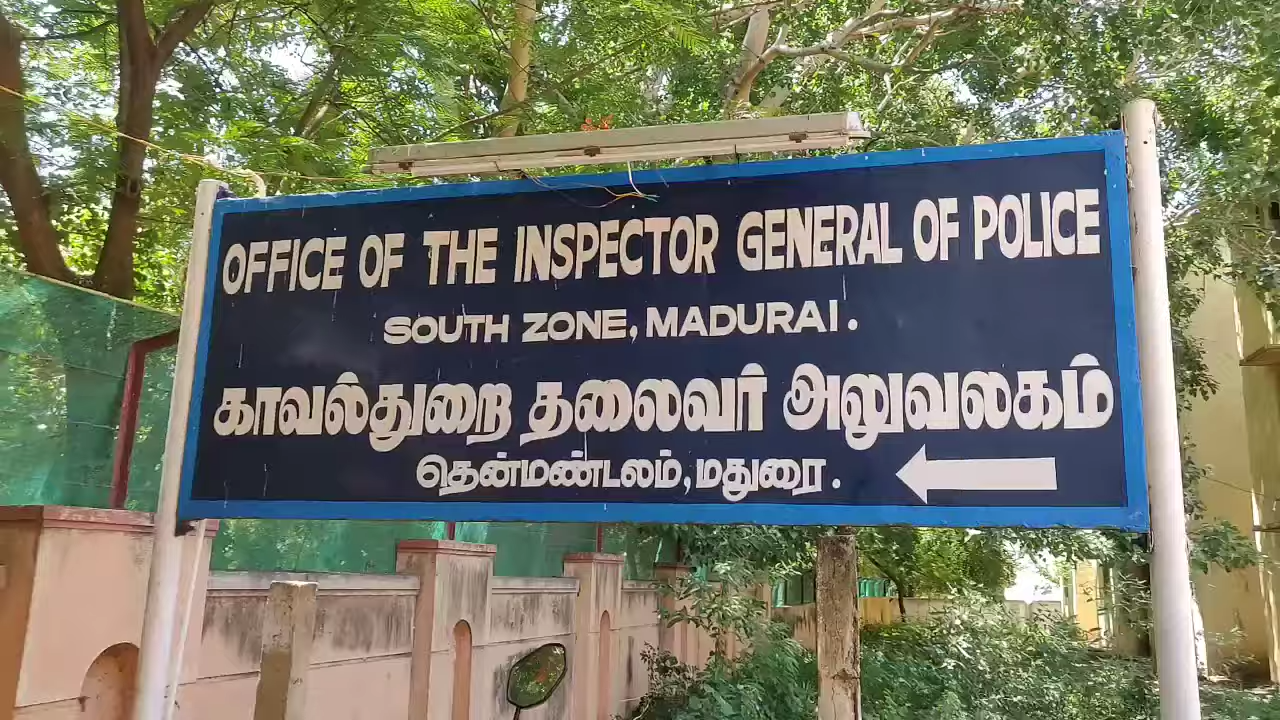 OFFICE OF THE INSPECTOR GENERAL OF POLICE
SOUTH ZONE, MADURAI.
காவல்துறை தலைவர் அலுவலகம்
தென்மண்டலம், மதுரை.